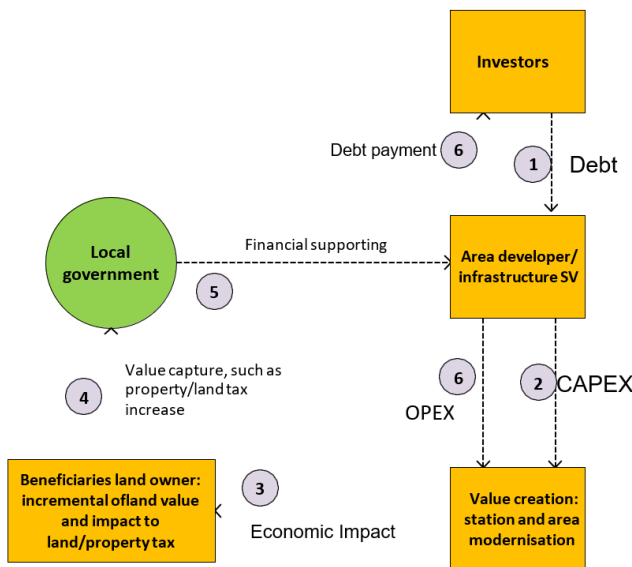 Investors
Debt payment
6
1
Debt
Local
government
Financial supporting
5
Area developer/
infrastructure SV
4
Value capture, such as
property/land tax
increase
6
OPEX
2
CAPEX
Beneficiaries land owner:
incremental ofland value
and impact to
land/property tax
3
Economic Impact
Value creation:
station and area
modernisation